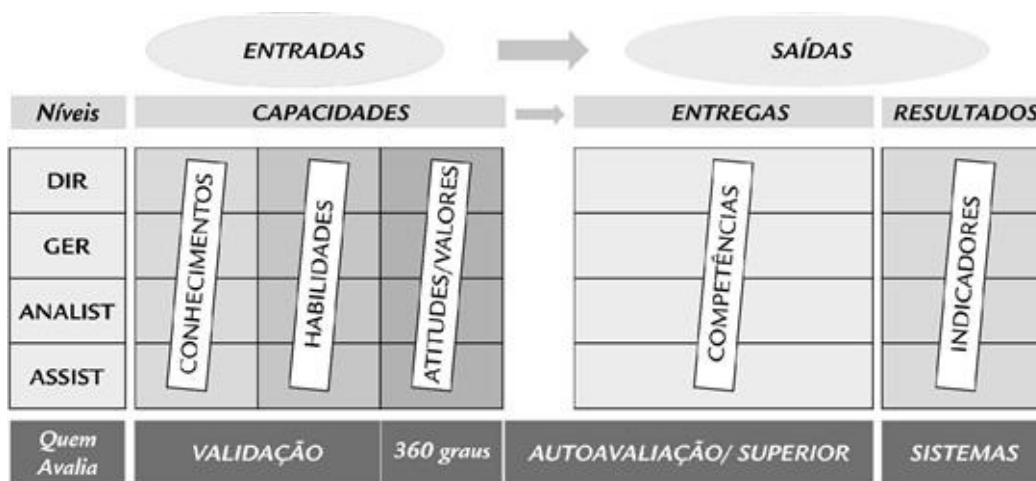 ENTRADAS
SAÍDAS
Níveis
CAPACIDADES
ENTREGAS
RESULTADOS
DIR
GER
ANALIST
ASSIST
CONHECIMENTOS
HABILIDADES
ATITUDES/VALORES
COMPETÊNCIAS
INDICADORES
Quem
Avalia
VALIDAÇÃO
360 graus
AUTOAVALIAÇÃO/ SUPERIOR
SISTEMAS